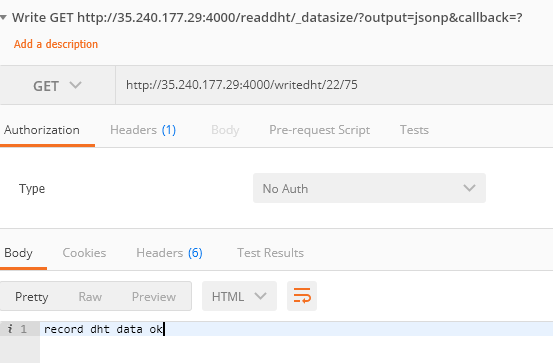 Write GET http://35.240.177.29:4000/readdht/_datasize/?output=jsonp&callback=?
Add a description
GET http://35.240.177.29:4000/writedht/22/75
Authorization Headers (1) Body Pre-request Script Tests
Type No Auth
Body Cookies Headers (6) Test Results
Pretty Raw Preview HTML
i 1 record dht data ok